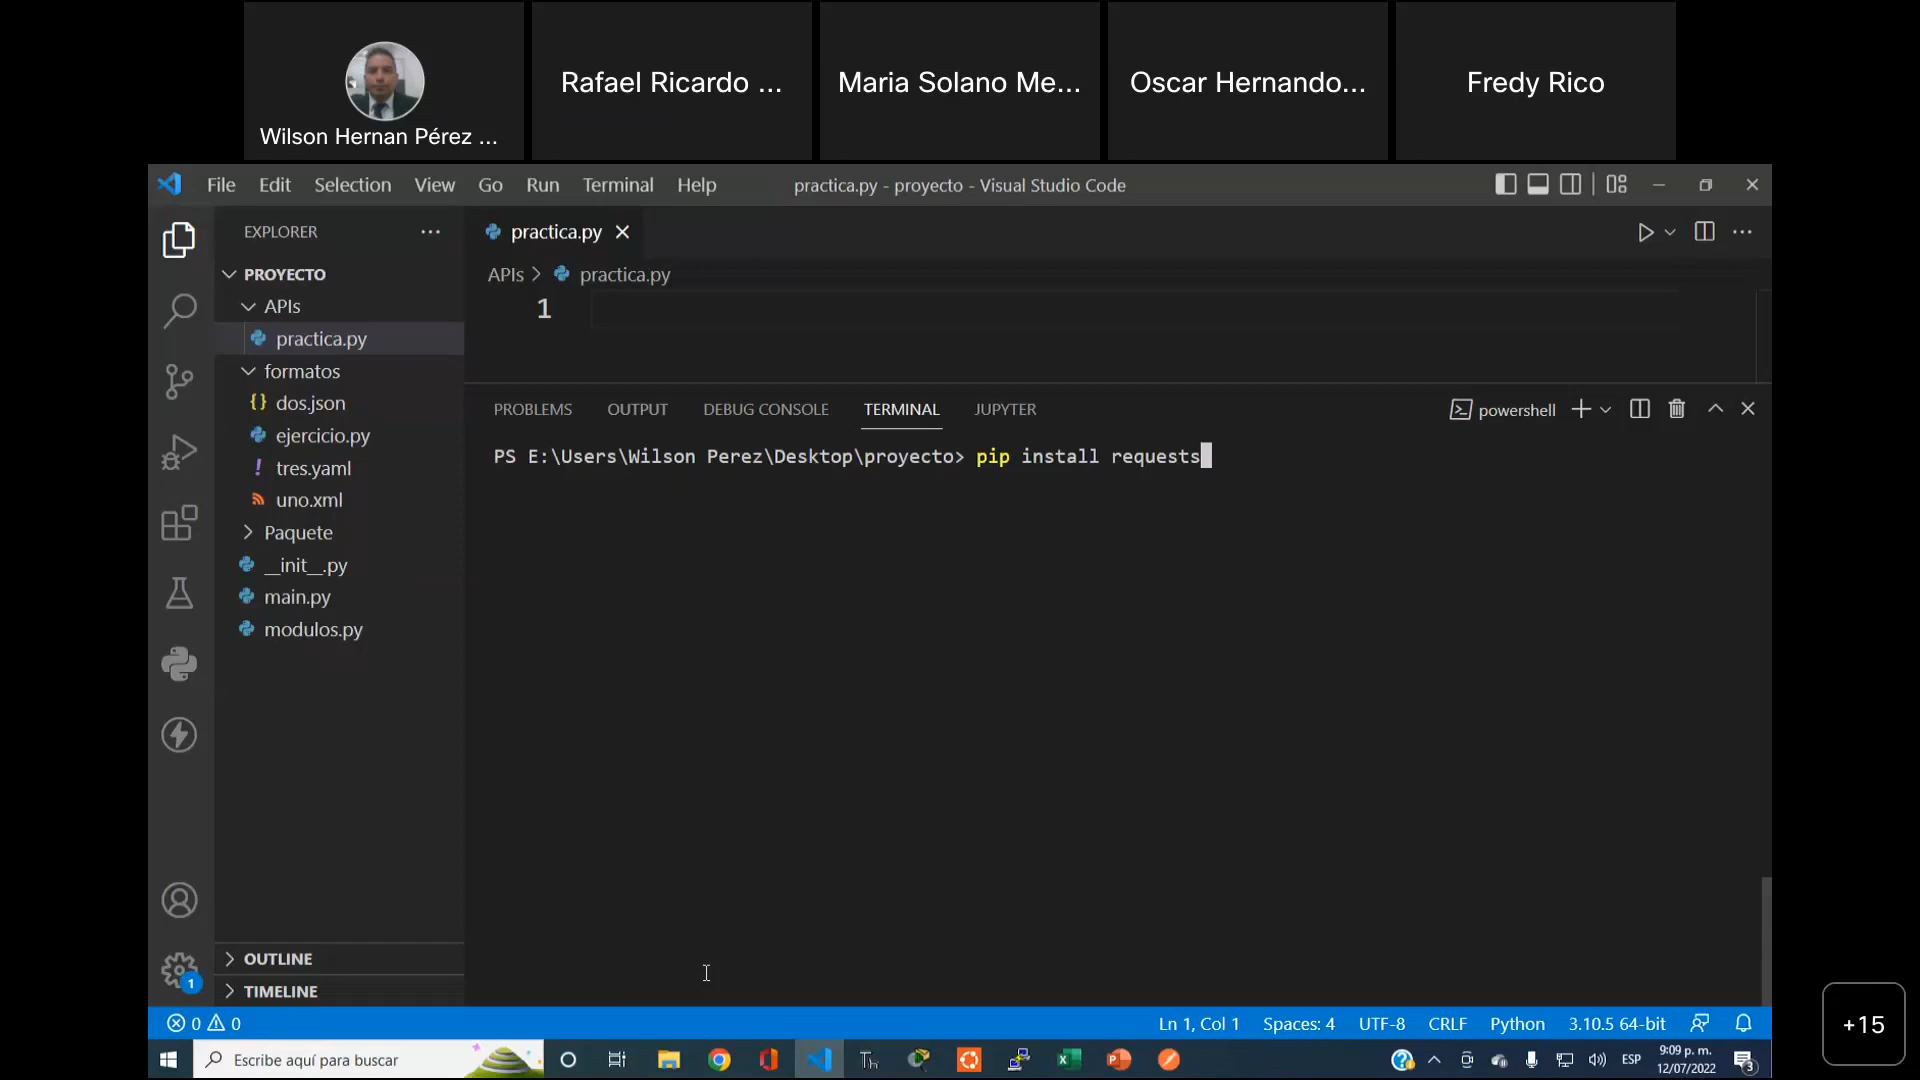 Wilson Hernan Pérez ...
Rafael Ricardo ...
Maria Solano Me...
Oscar Hernando...
Fredy Rico
File Edit Selection View Go Run Terminal Help
practica.py - proyecto - Visual Studio Code
EXPLORER
PROYECTO
APIs
practica.py
formatos
dos.json
ejercicio.py
tres.yaml
uno.xml
Paquete
__init__.py
main.py
modulos.py
OUTLINE
TIMELINE
practica.py
APIs > practica.py
1
PROBLEMS OUTPUT DEBUG CONSOLE TERMINAL JUPYTER
powershell
PS E:\Users\Wilson Perez\Desktop\proyecto> pip install requests
1
0 0
Ln 1, Col 1 Spaces: 4 UTF-8 CRLF Python 3.10.5 64-bit
+15
Escribe aquí para buscar
ESP
9:09 p. m.
12/07/2022
3